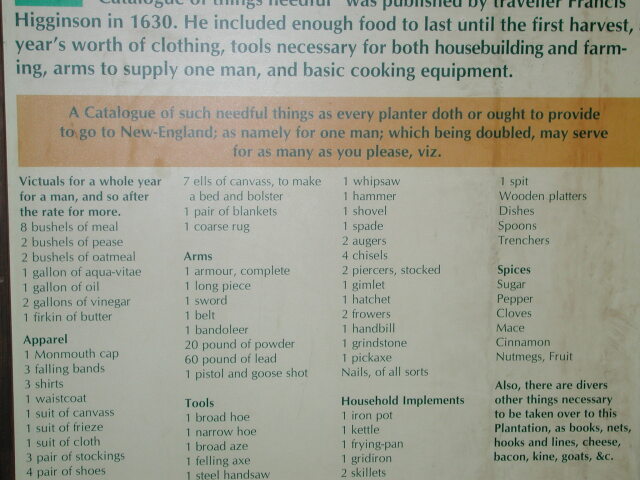 "Catalogue of things needful" was published by traveller Francis
Higginson in 1630. He included enough food to last until the first harvest,
year's worth of clothing, tools necessary for both housebuilding and farm-
ing, arms to supply one man, and basic cooking equipment.
A Catalogue of such needful things as every planter doth or ought to provide
to go to New-England; as namely for one man; which being doubled, may serve
for as many as you please, viz.
Victuals for a whole year
for a man, and so after
the rate for more.
8 bushels of meal
2 bushels of pease
2 bushels of oatmeal
1 gallon of aqua-vitae
1 gallon of oil
2 gallons of vinegar
1 firkin of butter
Apparel
1 Monmouth cap
3 falling bands
3 shirts
1 waistcoat
1 suit of canvass
1 suit of frieze
1 suit of cloth
3 pair of stockings
4 pair of shoes
7 ells of canvass, to make
a bed and bolster
1 pair of blankets
1 coarse rug
Arms
1 armour, complete
1 long piece
1 sword
1 belt
1 bandoleer
20 pound of powder
60 pound of lead
1 pistol and goose shot
Tools
1 broad hoe
1 narrow hoe
1 broad aze
1 felling axe
1 steel handsaw
1 whipsaw
1 hammer
1 shovel
1 spade
2 augers
4 chisels
2 piercers, stocked
1 gimlet
1 hatchet
2 frowers
1 handbill
1 grindstone
1 pickaxe
Nails, of all sorts
Household Implements
1 iron pot
1 kettle
1 frying-pan
1 gridiron
2 skillets
1 spit
Wooden platters
Dishes
Spoons
Trenchers
Spices
Sugar
Pepper
Cloves
Mace
Cinnamon
Nutmegs, Fruit
Also, there are divers
other things necessary
to be taken over to this
Plantation, as books, nets,
hooks and lines, cheese,
bacon, kine, goats, &c.